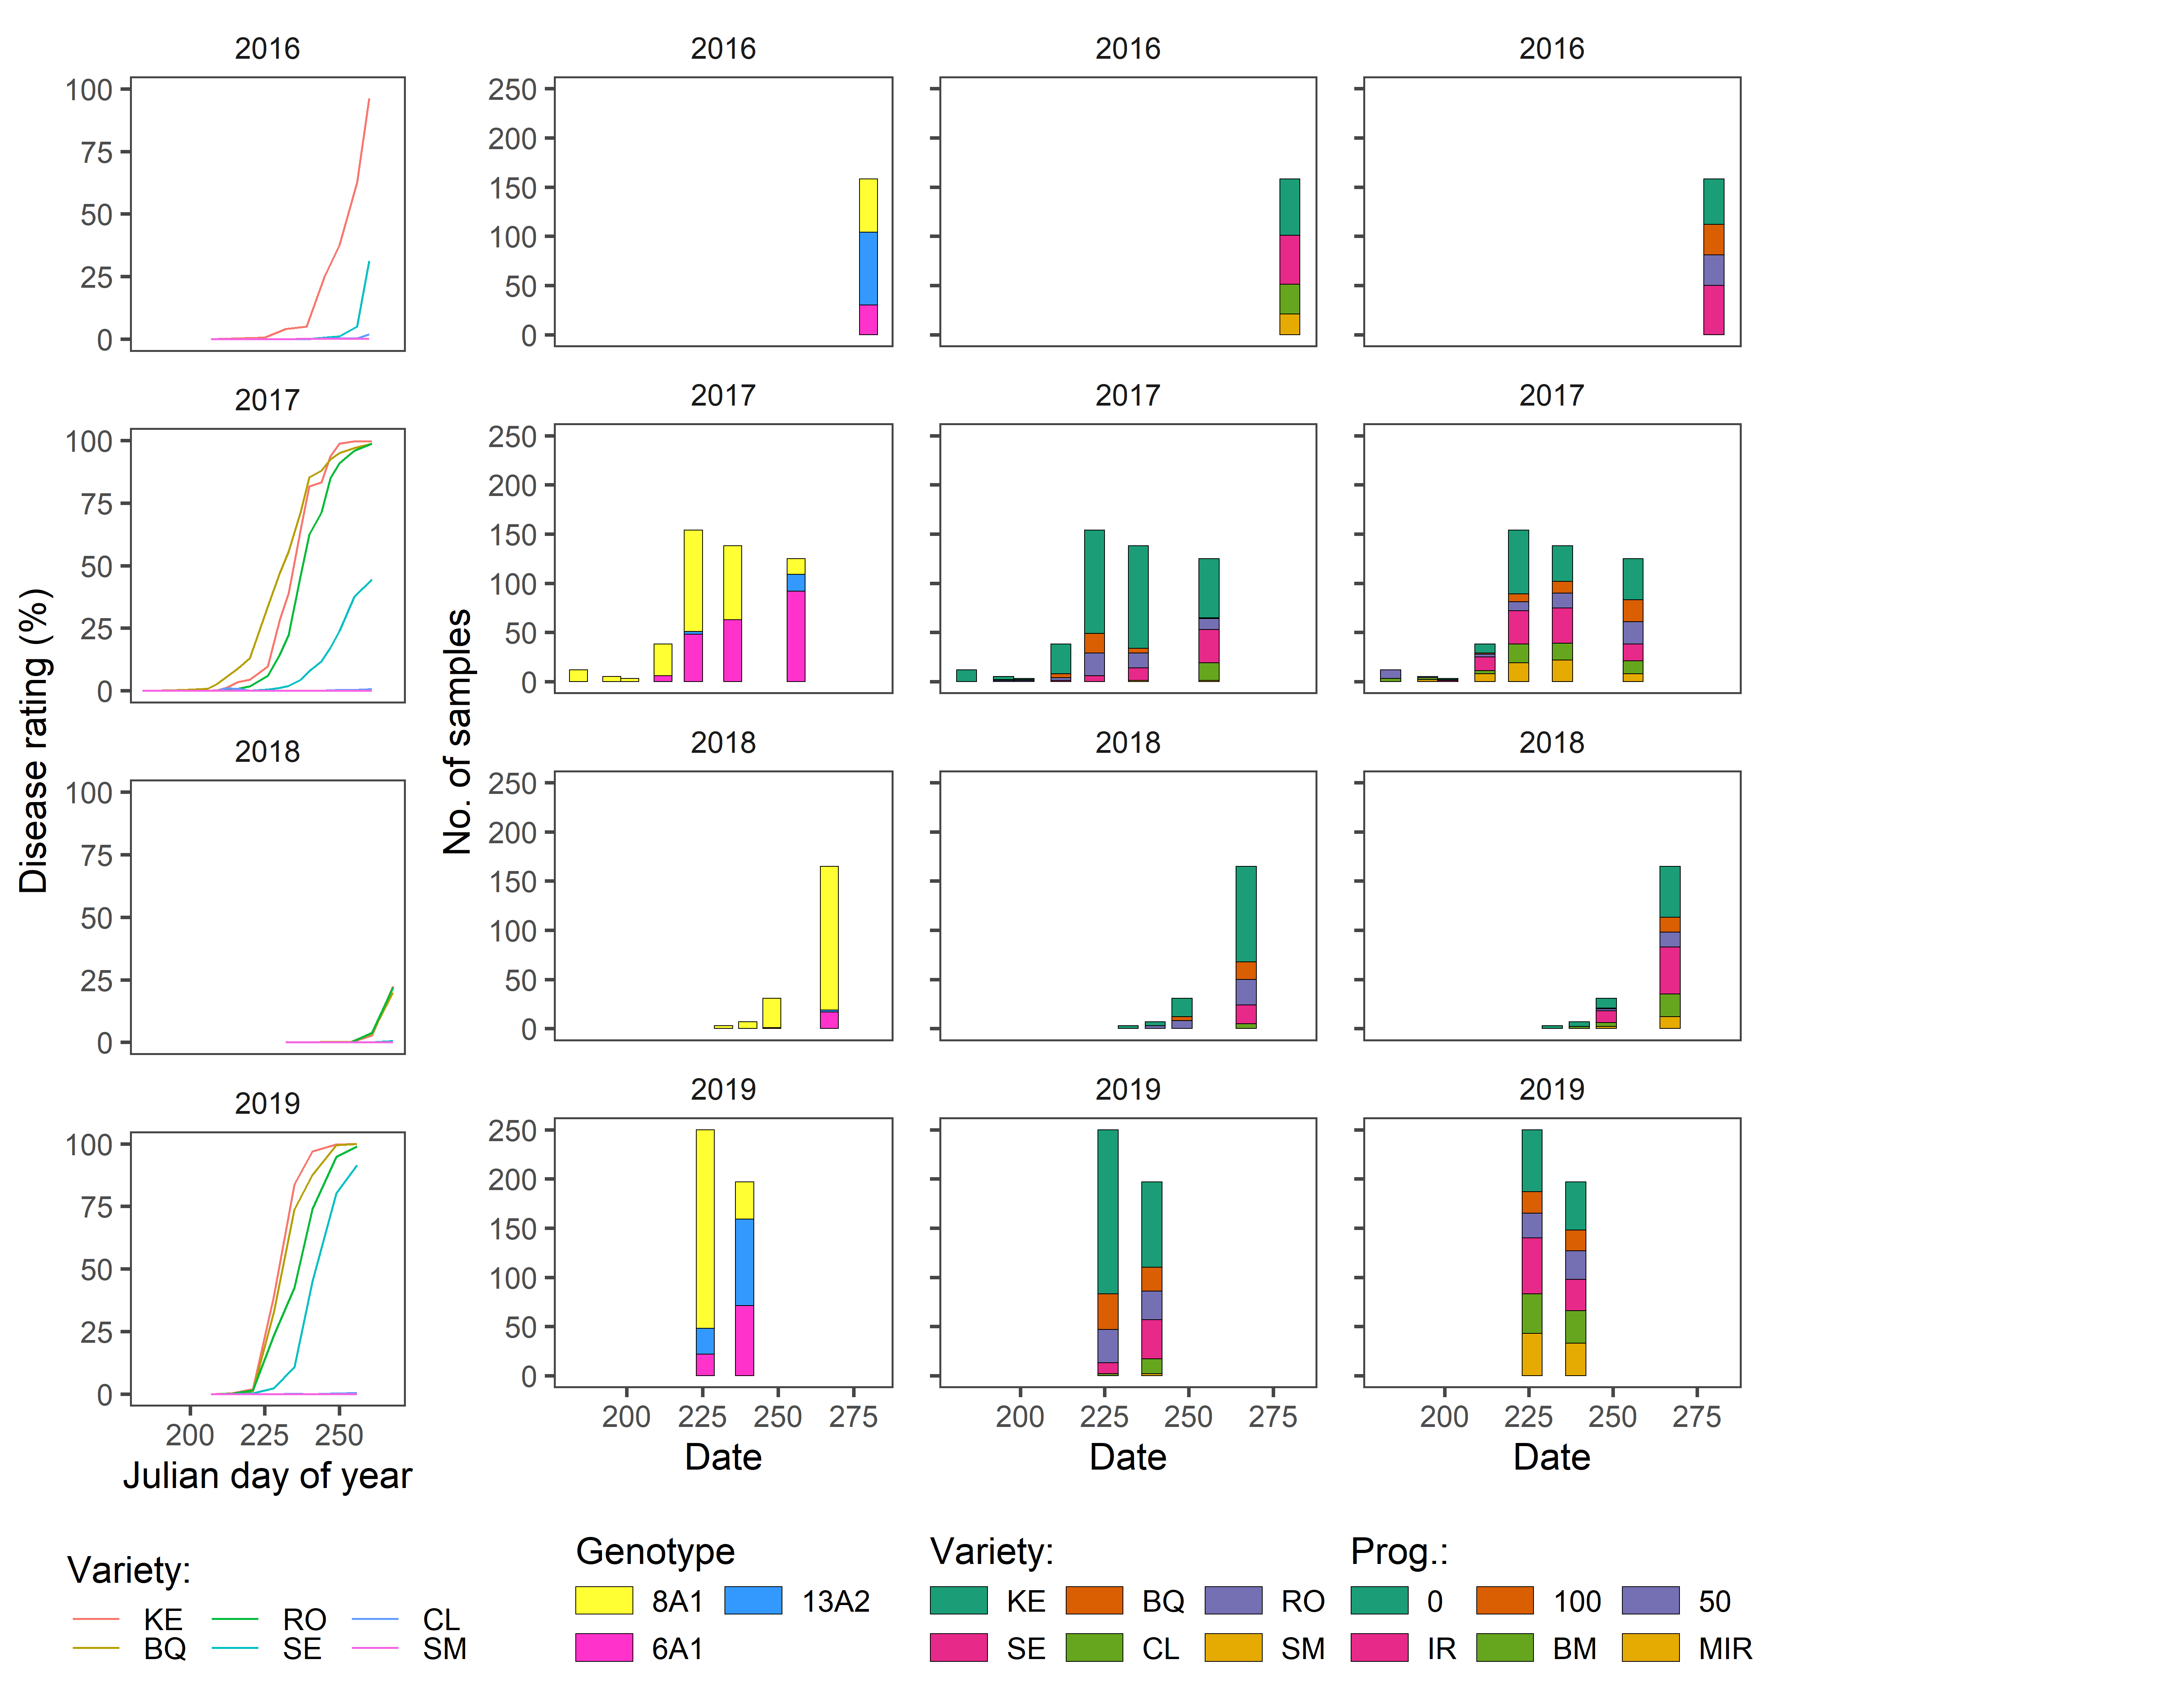 2016 2016 2016 2016
100
75
50
25
0
250
200
150
100
50
0
2017 2017 2017 2017
100
75
50
25
0
250
200
150
100
50
0
2018 2018 2018 2018
100
75
50
25
0
250
200
150
100
50
0
2019 2019 2019 2019
100
75
50
25
0
250
200
150
100
50
0
Disease rating (%)
No. of samples
200 225 250
200 225 250 275
200 225 250 275
200 225 250 275
Julian day of year
Date Date Date
Variety:
KE RO CL
BQ SE SM
Genotype
8A1 13A2
6A1
Variety:
KE BQ RO
SE CL SM
Prog.:
0 100 50
IR BM MIR